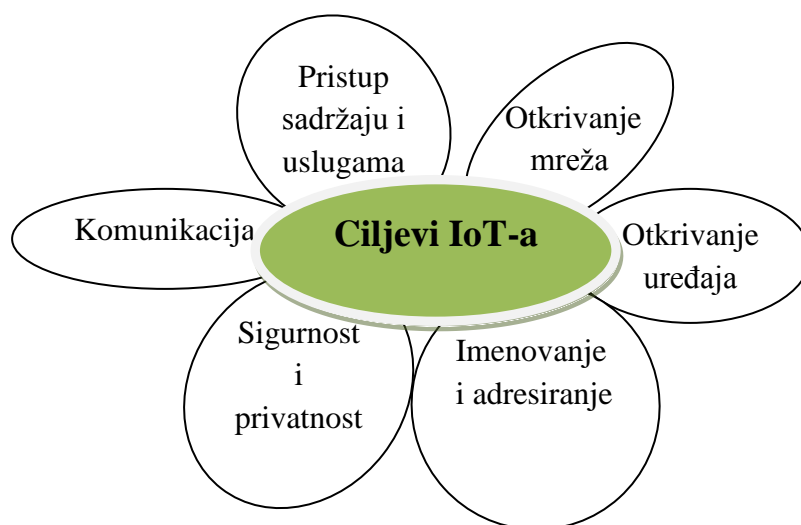 Pristup
sadržaju i
uslugama
Otkrivanje
mreža
Komunikacija
Ciljevi IoT-a
Otkrivanje
uređaja
Sigurnost
i
privatnost
Imenovanje
i adresiranje